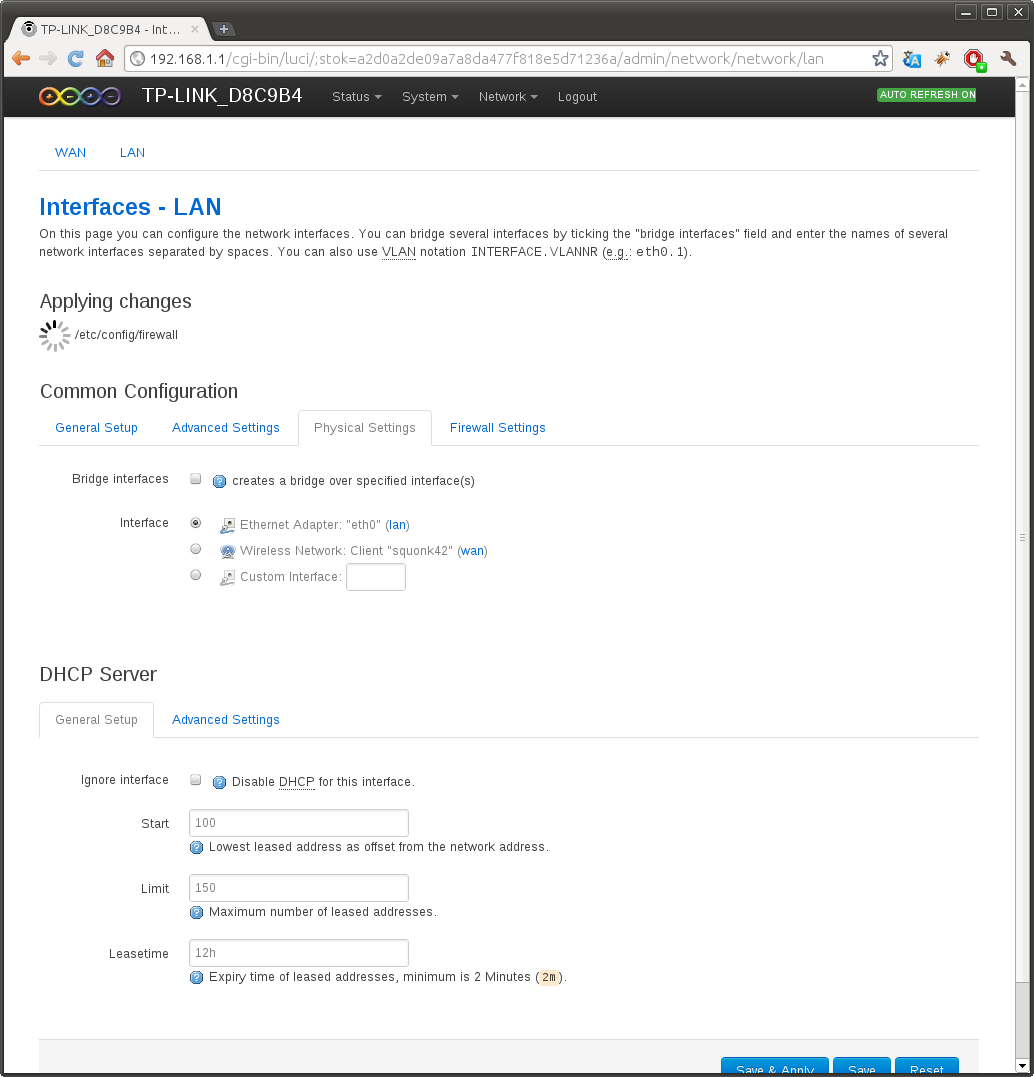 TP-LINK_D8C9B4 - Int...
192.168.1.1/cgi-bin/luci/;stok=a2d0a2de09a7a8da477f818e5d71236a/admin/network/network/lan
TP-LINK_D8C9B4 Status System Network Logout AUTO REFRESH ON
WAN LAN
Interfaces - LAN
On this page you can configure the network interfaces. You can bridge several interfaces by ticking the "bridge interfaces" field and enter the names of several
network interfaces separated by spaces. You can also use VLAN notation INTERFACE.VLANNR (e.g.: eth0.1).
Applying changes
/etc/config/firewall
Common Configuration
General Setup Advanced Settings Physical Settings Firewall Settings
Bridge interfaces creates a bridge over specified interface(s)
Interface Ethernet Adapter: "eth0" (lan)
Wireless Network: Client "squonk42" (wan)
Custom Interface:
DHCP Server
General Setup Advanced Settings
Ignore interface Disable DHCP for this interface.
Start 100
Lowest leased address as offset from the network address.
Limit 150
Maximum number of leased addresses.
Leasetime 12h
Expiry time of leased addresses, minimum is 2 Minutes (2m).
Save & Apply Save Reset